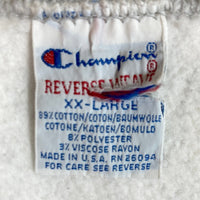 Champion®
REVERSE WEAVE®
XX-LARGE
89% COTTON/COTON/BAUMWOLLE
COTONE/KATOEN/BOMULD
8% POLYESTER
3% VISCOSE RAYON
MADE IN U.S.A. RN 26094
FOR CARE SEE REVERSE